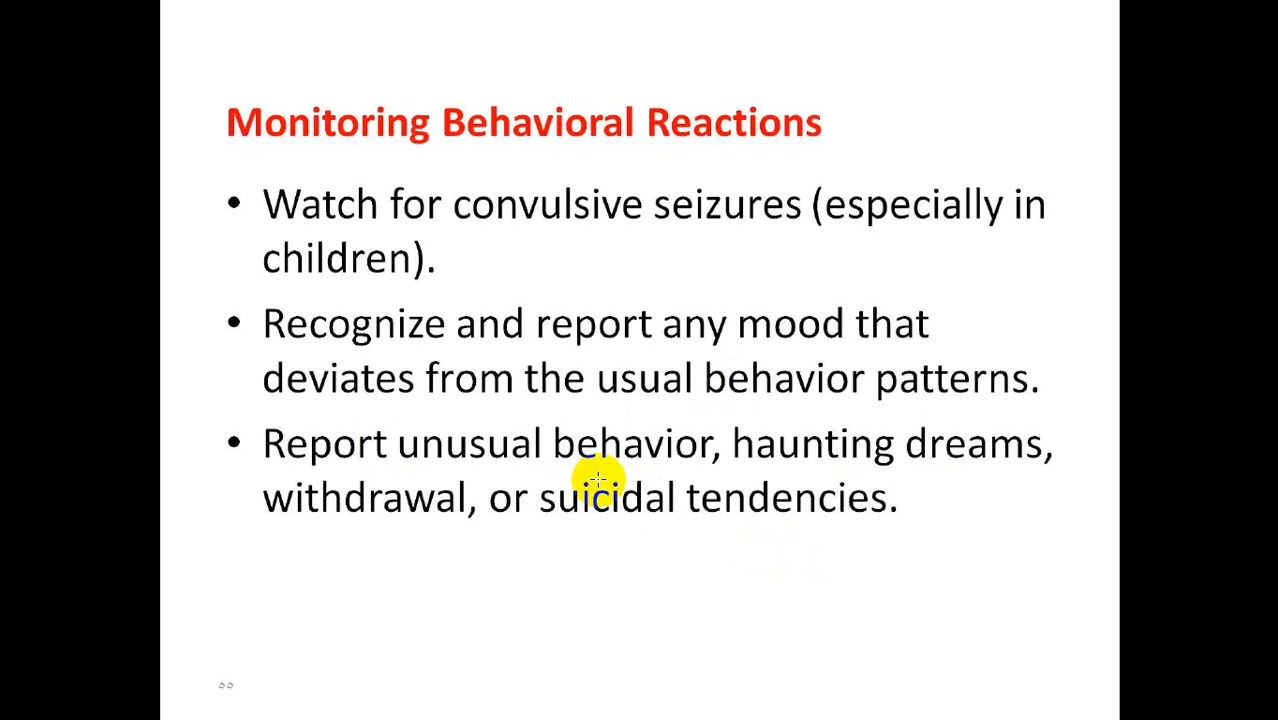 Monitoring Behavioral Reactions
• Watch for convulsive seizures (especially in
children).
• Recognize and report any mood that
deviates from the usual behavior patterns.
• Report unusual behavior, haunting dreams,
withdrawal, or suicidal tendencies.
٥٥